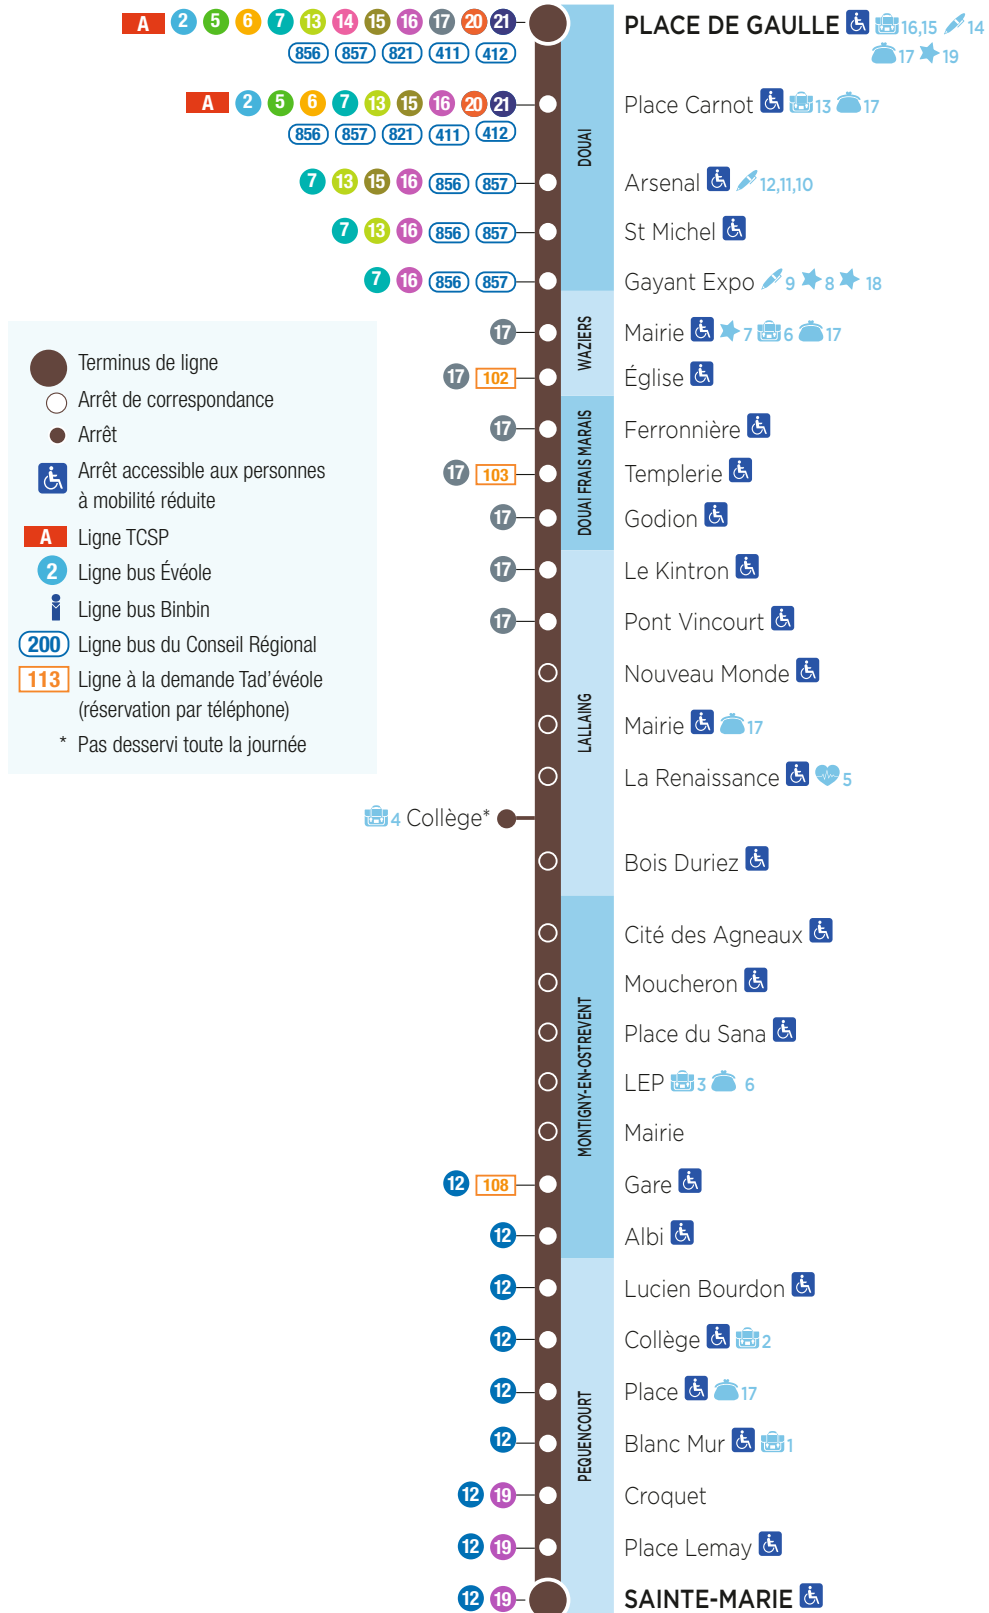 A 2 5 6 7 13 14 15 16 17 20 21 PLACE DE GAULLE 16,15 14
856 857 821 411 412 17 19
A 2 5 6 7 13 15 16 20 21 Place Carnot 13 17
856 857 821 411 412
DOUAI
7 13 15 16 856 857 Arsenal 12,11,10
7 13 16 856 857 St Michel
7 16 856 857 Gayant Expo 9 8 18
WAZIERS
17 Mairie 7 6 17
17 102 Église
DOUAI FRAIS MARAIS
17 Ferronnière
17 103 Templerie
17 Godion
LALLAING
17 Le Kintron
17 Pont Vincourt
Nouveau Monde
Mairie 17
La Renaissance 5
4 Collège*
Bois Duriez
MONTIGNY-EN-OSTREVENT
Cité des Agneaux
Moucheron
Place du Sana
LEP 3 6
Mairie
12 108 Gare
12 Albi
PEQUENCOURT
12 Lucien Bourdon
12 Collège 2
12 Place 17
12 Blanc Mur 1
12 19 Croquet
12 19 Place Lemay
12 19 SAINTE-MARIE
Terminus de ligne
Arrêt de correspondance
Arrêt
Arrêt accessible aux personnes
à mobilité réduite
A Ligne TCSP
2 Ligne bus Évéole
Ligne bus Binbin
200 Ligne bus du Conseil Régional
113 Ligne à la demande Tad'évéole
(réservation par téléphone)
* Pas desservi toute la journée